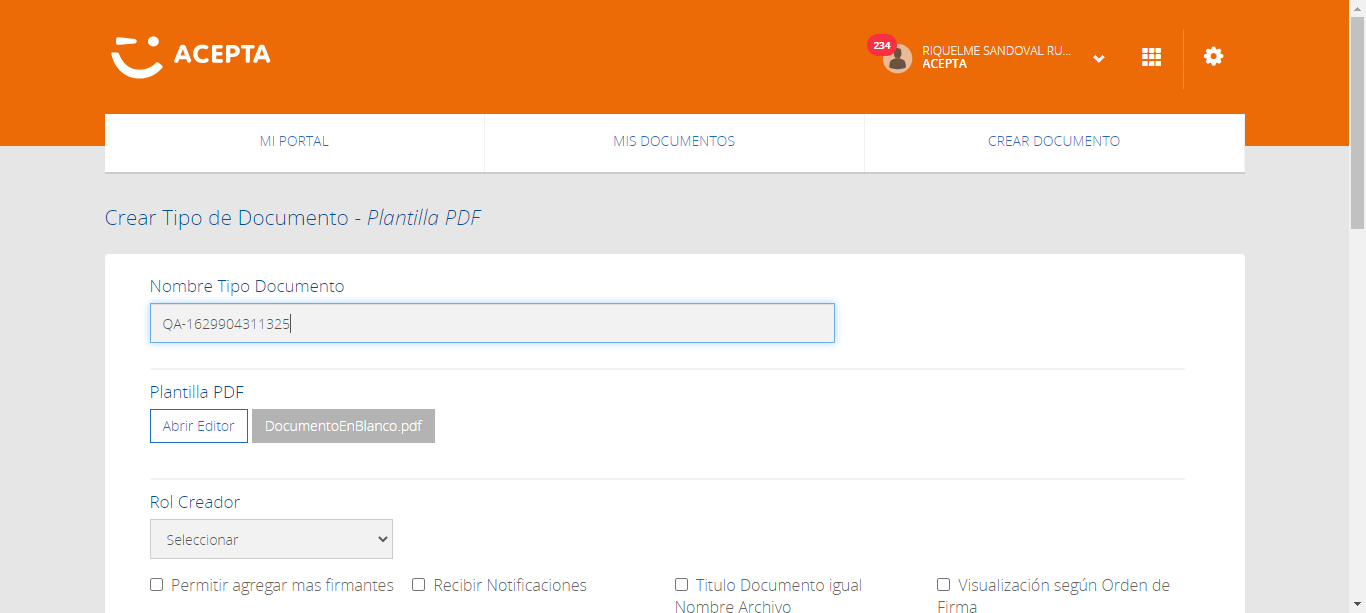 ACEPTA
234
RIQUELME SANDOVAL RU...
ACEPTA
MI PORTAL
MIS DOCUMENTOS
CREAR DOCUMENTO
Crear Tipo de Documento - Plantilla PDF
Nombre Tipo Documento
QA-1629904311325
Plantilla PDF
Abrir Editor
DocumentoEnBlanco.pdf
Rol Creador
Seleccionar
Permitir agregar mas firmantes
Recibir Notificaciones
Titulo Documento igual
Nombre Archivo
Visualización según Orden de
Firma